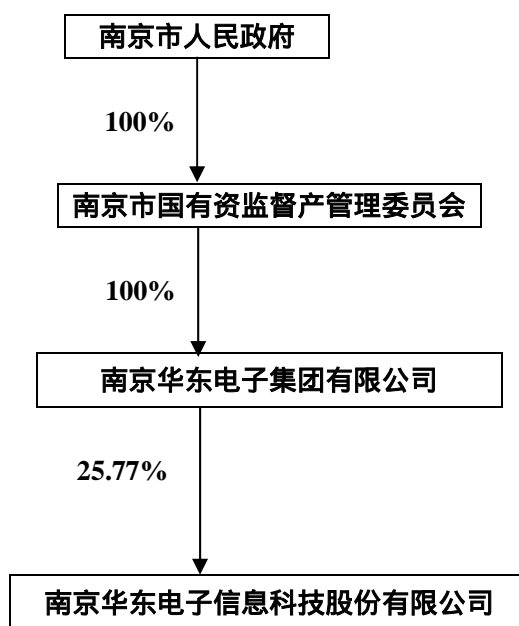 南京市人民政府
100%
南京市国有资监督产管理委员会
100%
南京华东电子集团有限公司
25.77%
南京华东电子信息科技股份有限公司